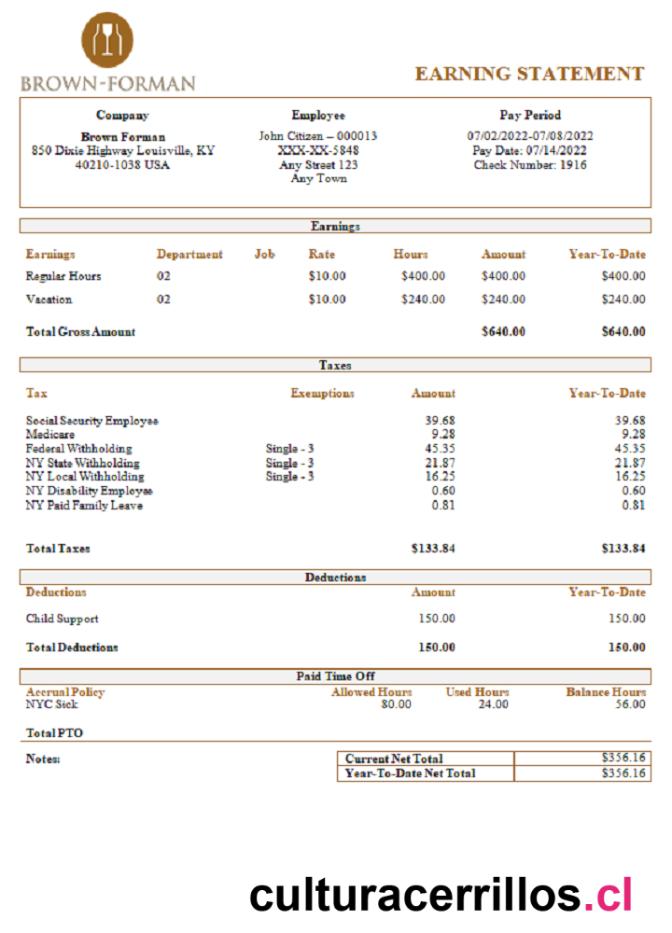 BROWN-FORMAN
EARNING STATEMENT
Company Employee Pay Period
Brown Forman John Citizen – 000013 07/02/2022-07/08/2022
850 Dixie Highway Louisville, KY XXX-XX-5848 Pay Date: 07/14/2022
40210-1038 USA Any Street 123 Check Number: 1916
Any Town
Earnings
Earnings Department Job Rate Hours Amount Year-To-Date
Regular Hours 02 $10.00 $400.00 $400.00 $400.00
Vacation 02 $10.00 $240.00 $240.00 $240.00
Total Gross Amount $640.00 $640.00
Taxes
Tax Exemptions Amount Year-To-Date
Social Security Employee 39.68 39.68
Medicare 9.28 9.28
Federal Withholding Single - 3 45.35 45.35
NY State Withholding Single - 3 21.87 21.87
NY Local Withholding Single - 3 16.25 16.25
NY Disability Employee 0.60 0.60
NY Paid Family Leave 0.81 0.81
Total Taxes $133.84 $133.84
Deductions
Deductions Amount Year-To-Date
Child Support 150.00 150.00
Total Deductions 150.00 150.00
Paid Time Off
Accrual Policy Allowed Hours Used Hours Balance Hours
NYC Sick 80.00 24.00 56.00
Total PTO
Notes: Current Net Total $356.16
Year-To-Date Net Total $356.16
culturacerrillos.cl